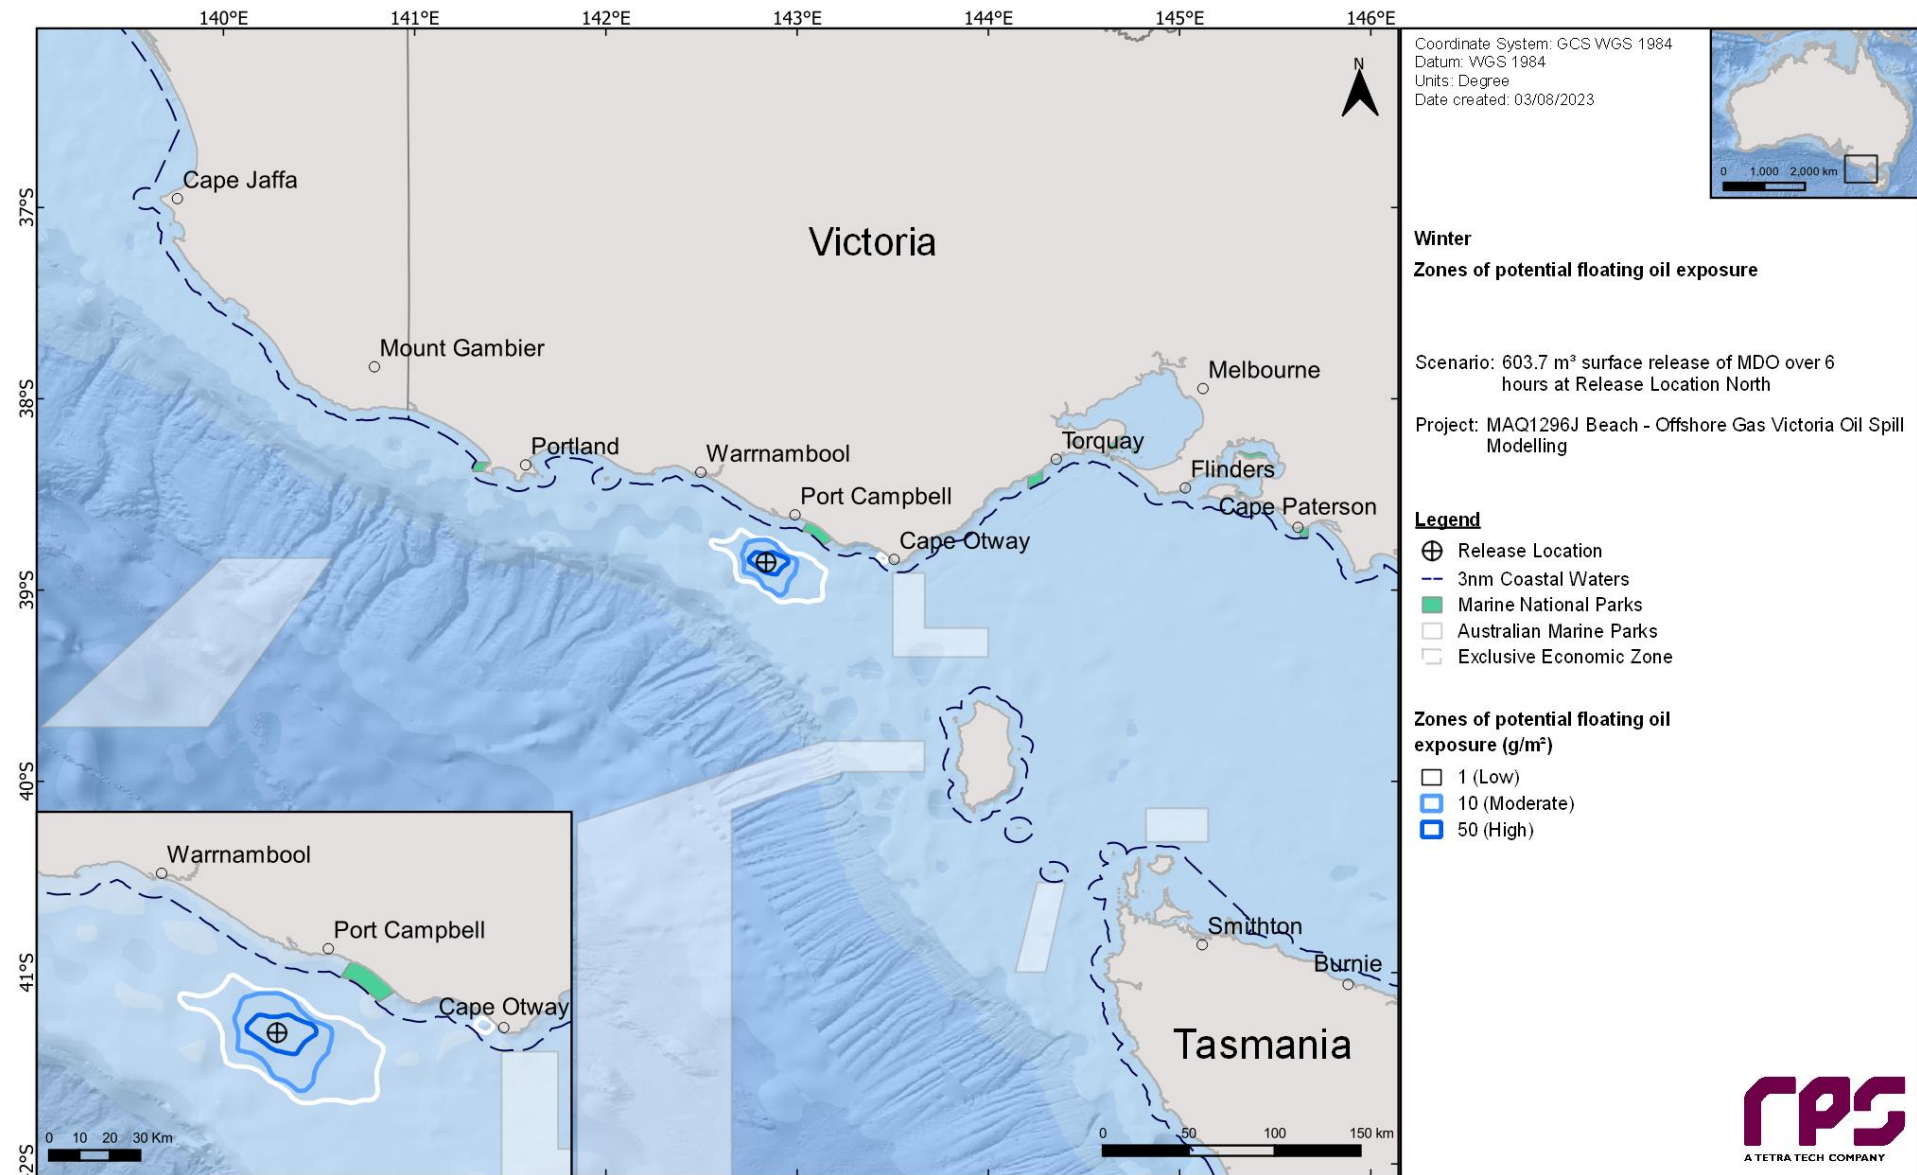 140°E 141°E 142°E 143°E 144°E 145°E 146°E
37°S
38°S
39°S
40°S
41°S
2°S
N
Cape Jaffa
Victoria
Mount Gambier
Melbourne
Portland
Torquay
Warrnambool
Flinders
Port Campbell
Cape Paterson
Cape Otway
Smithton
Burnie
Tasmania
0 50 100 150 km
Warrnambool
Port Campbell
Cape Otway
0 10 20 30 Km
Coordinate System: GCS WGS 1984
Datum: WGS 1984
Units: Degree
Date created: 03/08/2023
0 1,000 2,000 km
Winter
Zones of potential floating oil exposure
Scenario: 603.7 m³ surface release of MDO over 6
hours at Release Location North
Project: MAQ1296J Beach - Offshore Gas Victoria Oil Spill
Modelling
Legend
Release Location
3nm Coastal Waters
Marine National Parks
Australian Marine Parks
Exclusive Economic Zone
Zones of potential floating oil
exposure (g/m²)
1 (Low)
10 (Moderate)
50 (High)
rps
A TETRA TECH COMPANY